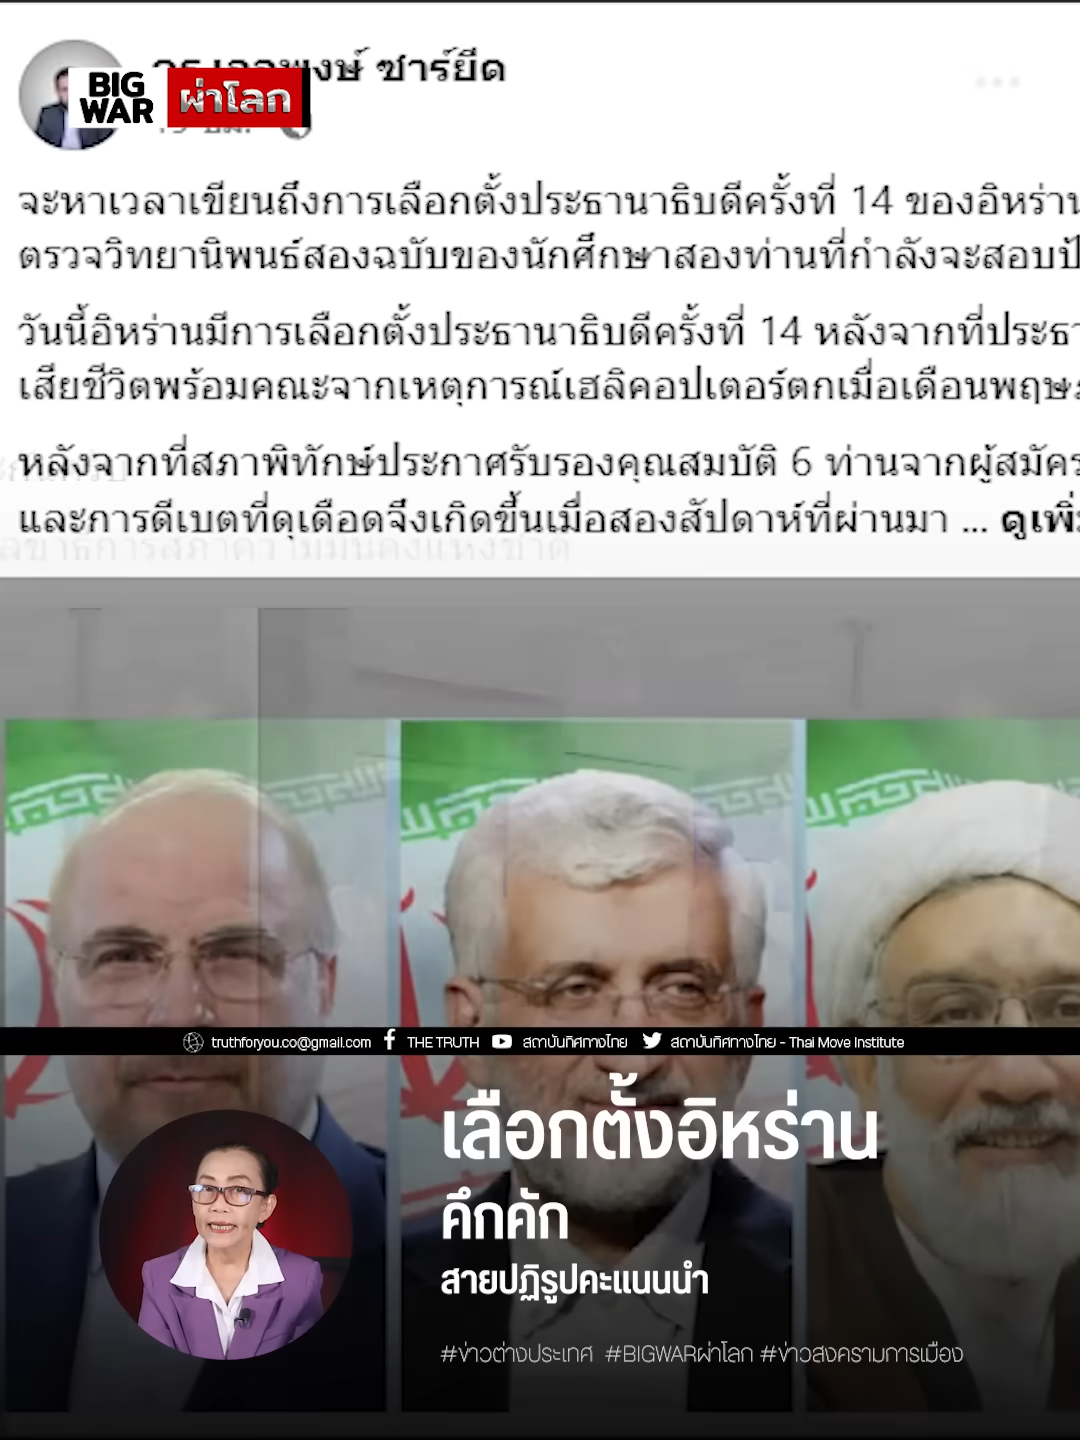 พงษ์ ซาร์ยีด
BIG
WAR
ผ่าโลก
จะหาเวลาเขียนถึงการเลือกตั้งประธานาธิบดีครั้งที่ 14 ของอิหร่าน
ตรวจวิทยานิพนธ์สองฉบับของนักศึกษาสองท่านที่กำลังจะสอบ
วันนี้อิหร่านมีการเลือกตั้งประธานาธิบดีครั้งที่ 14 หลังจากที่
เสียชีวิตพร้อมคณะจากเหตุการณ์เฮลิคอปเตอร์ตกเมื่อเดือน
หลังจากที่สภาพิทักษ์ประกาศรับรองคุณสมบัติ 6 ท่านจากผู้สมัคร
และการดีเบตที่ดุเดือดจึงเกิดขึ้นเมื่อสองสัปดาห์ที่ผ่านมา ... ดูเพิ่
truthforyou.co@gmail.com THE TRUTH สถาบันทิศทางไทย สถาบันทิศทางไทย - Thai Move Institute
เลือกตั้งอิหร่าน
คึกคัก
สายปฏิรูปคะแนนนำ
#ข่าวต่างประเทศ #BIGWARผ่าโลก #ข่าวสงครามการเมือง